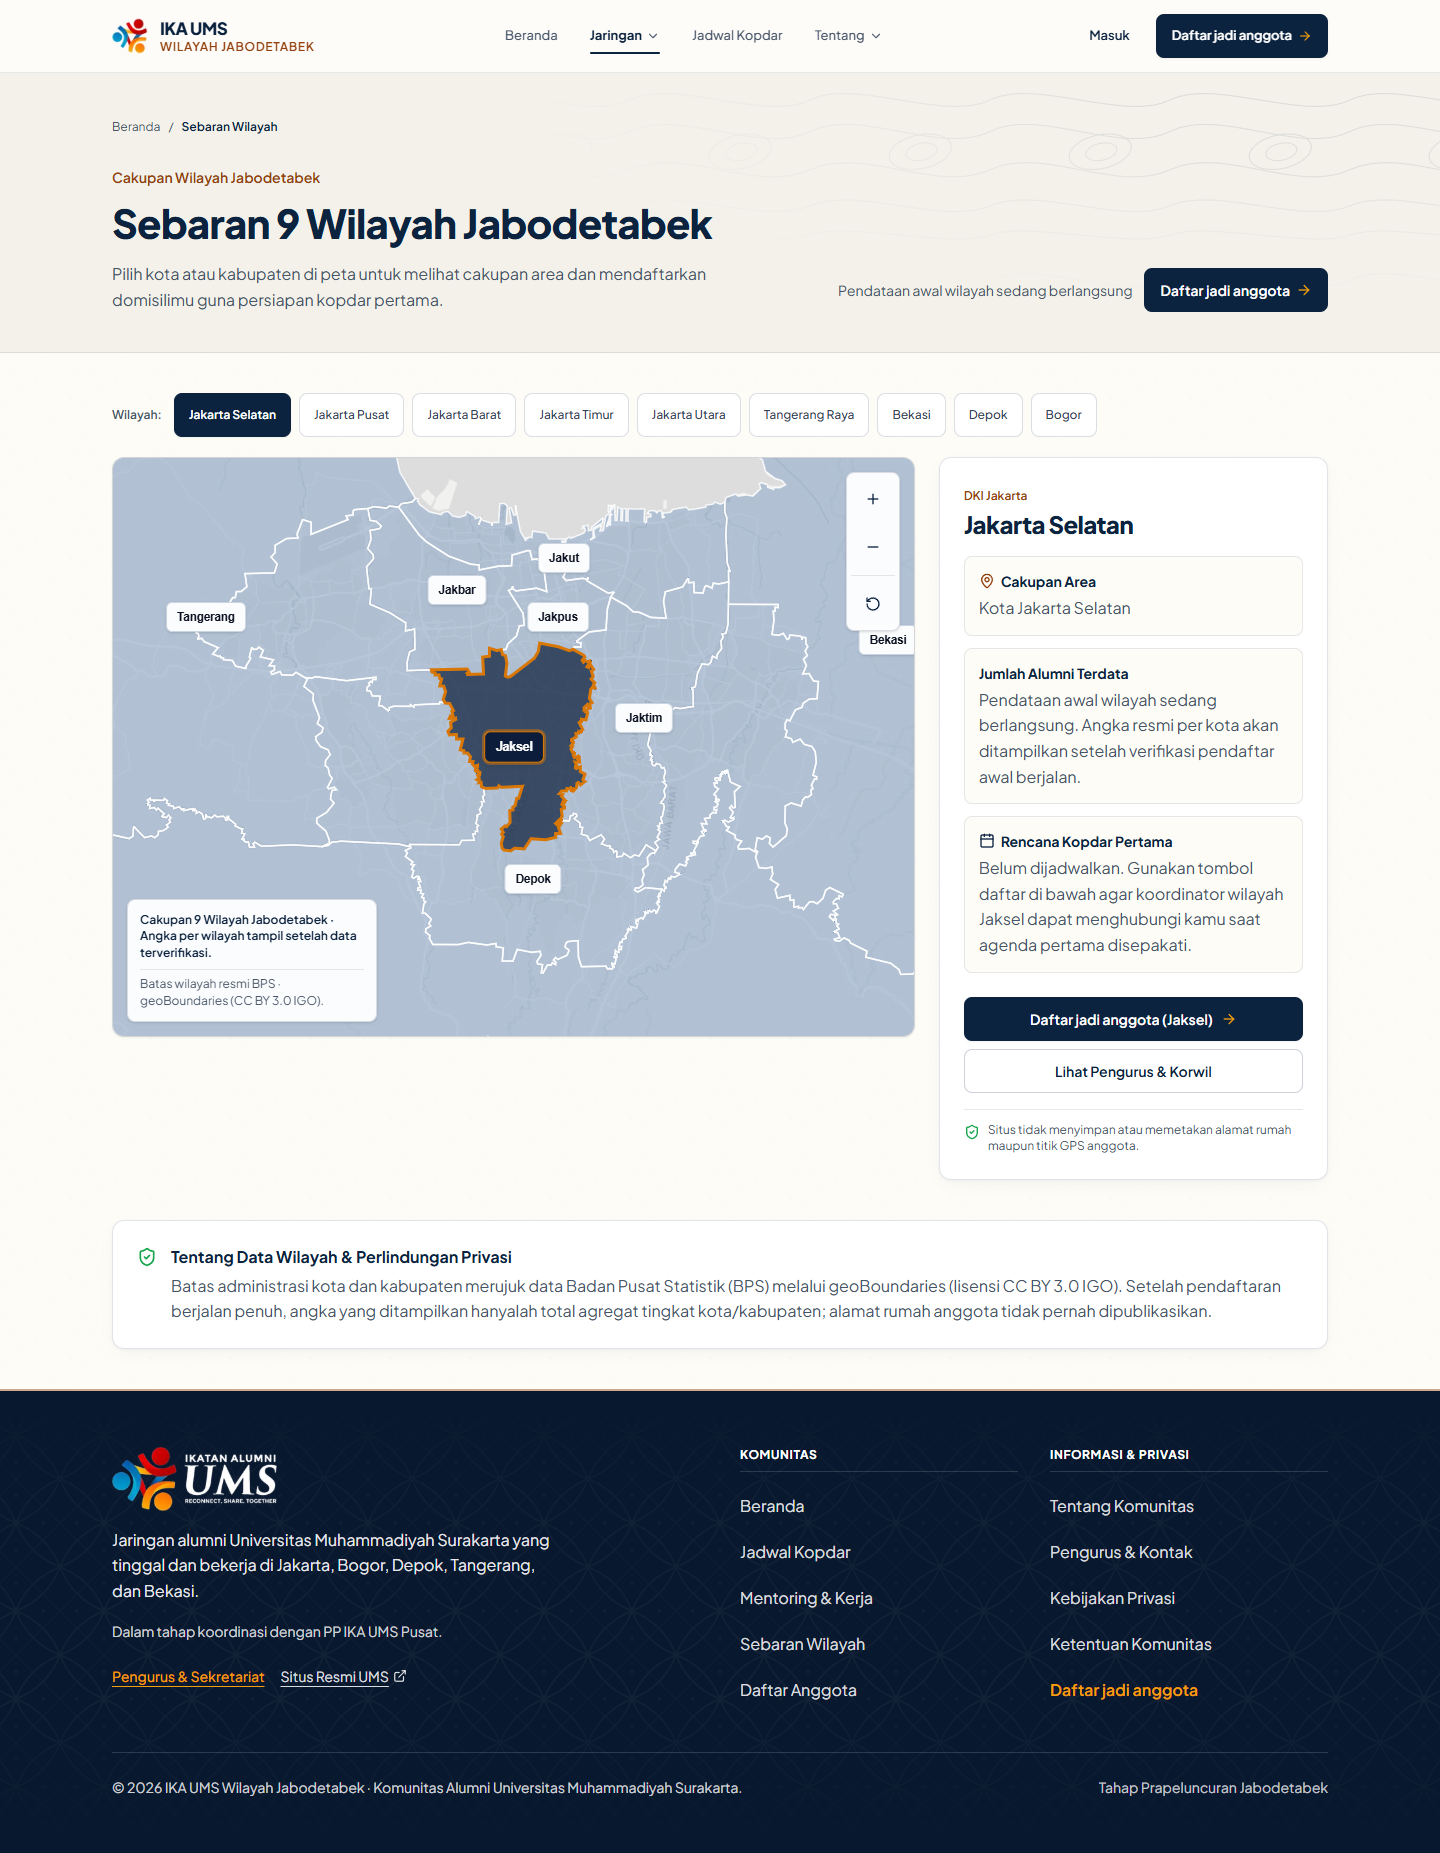 IKA UMS
WILAYAH JABODETABEK
Beranda
Jaringan
Jadwal Kopdar
Tentang
Masuk
Daftar jadi anggota
Beranda / Sebaran Wilayah
Cakupan Wilayah Jabodetabek
Sebaran 9 Wilayah Jabodetabek
Pilih kota atau kabupaten di peta untuk melihat cakupan area dan mendaftarkan
domisilimu guna persiapan kopdar pertama.
Pendataan awal wilayah sedang berlangsung
Daftar jadi anggota
Wilayah:
Jakarta Selatan
Jakarta Pusat
Jakarta Barat
Jakarta Timur
Jakarta Utara
Tangerang Raya
Bekasi
Depok
Bogor
Jakut
Jakbar
Tangerang
Jakpus
Bekasi
Jaktim
Jaksel
Depok
Cakupan 9 Wilayah Jabodetabek ·
Angka per wilayah tampil setelah data
terverifikasi.
Batas wilayah resmi BPS ·
geoBoundaries (CC BY 3.0 IGO).
DKI Jakarta
Jakarta Selatan
Cakupan Area
Kota Jakarta Selatan
Jumlah Alumni Terdata
Pendataan awal wilayah sedang
berlangsung. Angka resmi per kota akan
ditampilkan setelah verifikasi pendaftar
awal berjalan.
Rencana Kopdar Pertama
Belum dijadwalkan. Gunakan tombol
daftar di bawah agar koordinator wilayah
Jaksel dapat menghubungi kamu saat
agenda pertama disepakati.
Daftar jadi anggota (Jaksel)
Lihat Pengurus & Korwil
Situs tidak menyimpan atau memetakan alamat rumah
maupun titik GPS anggota.
Tentang Data Wilayah & Perlindungan Privasi
Batas administrasi kota dan kabupaten merujuk data Badan Pusat Statistik (BPS) melalui geoBoundaries (lisensi CC BY 3.0 IGO). Setelah pendaftaran
berjalan penuh, angka yang ditampilkan hanyalah total agregat tingkat kota/kabupaten; alamat rumah anggota tidak pernah dipublikasikan.
IKATAN ALUMNI
UMS
RECONNECT. SHARE. TOGETHER
Jaringan alumni Universitas Muhammadiyah Surakarta yang
tinggal dan bekerja di Jakarta, Bogor, Depok, Tangerang,
dan Bekasi.
Dalam tahap koordinasi dengan PP IKA UMS Pusat.
Pengurus & Sekretariat
Situs Resmi UMS
KOMUNITAS
Beranda
Jadwal Kopdar
Mentoring & Kerja
Sebaran Wilayah
Daftar Anggota
INFORMASI & PRIVASI
Tentang Komunitas
Pengurus & Kontak
Kebijakan Privasi
Ketentuan Komunitas
Daftar jadi anggota
© 2026 IKA UMS Wilayah Jabodetabek · Komunitas Alumni Universitas Muhammadiyah Surakarta.
Tahap Prapeluncuran Jabodetabek